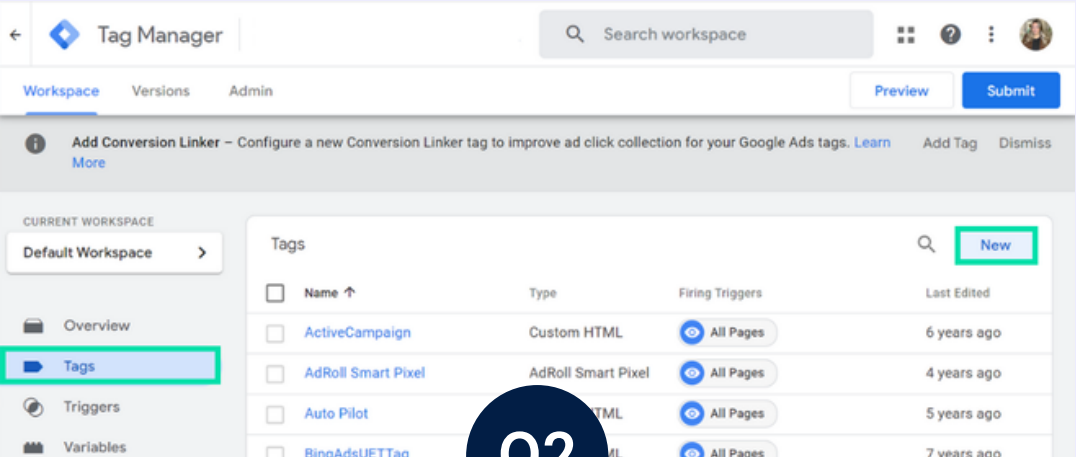 Tag Manager
Search workspace
Workspace Versions Admin
Preview Submit
Add Conversion Linker – Configure a new Conversion Linker tag to improve ad click collection for your Google Ads tags. Learn
More
Add Tag Dismiss
CURRENT WORKSPACE
Default Workspace
Overview
Tags
Triggers
Variables
Tags
New
Name Type Firing Triggers Last Edited
ActiveCampaign Custom HTML All Pages 6 years ago
AdRoll Smart Pixel AdRoll Smart Pixel All Pages 4 years ago
Auto Pilot All Pages 5 years ago
BingAdsUETTag All Pages 7 years ago